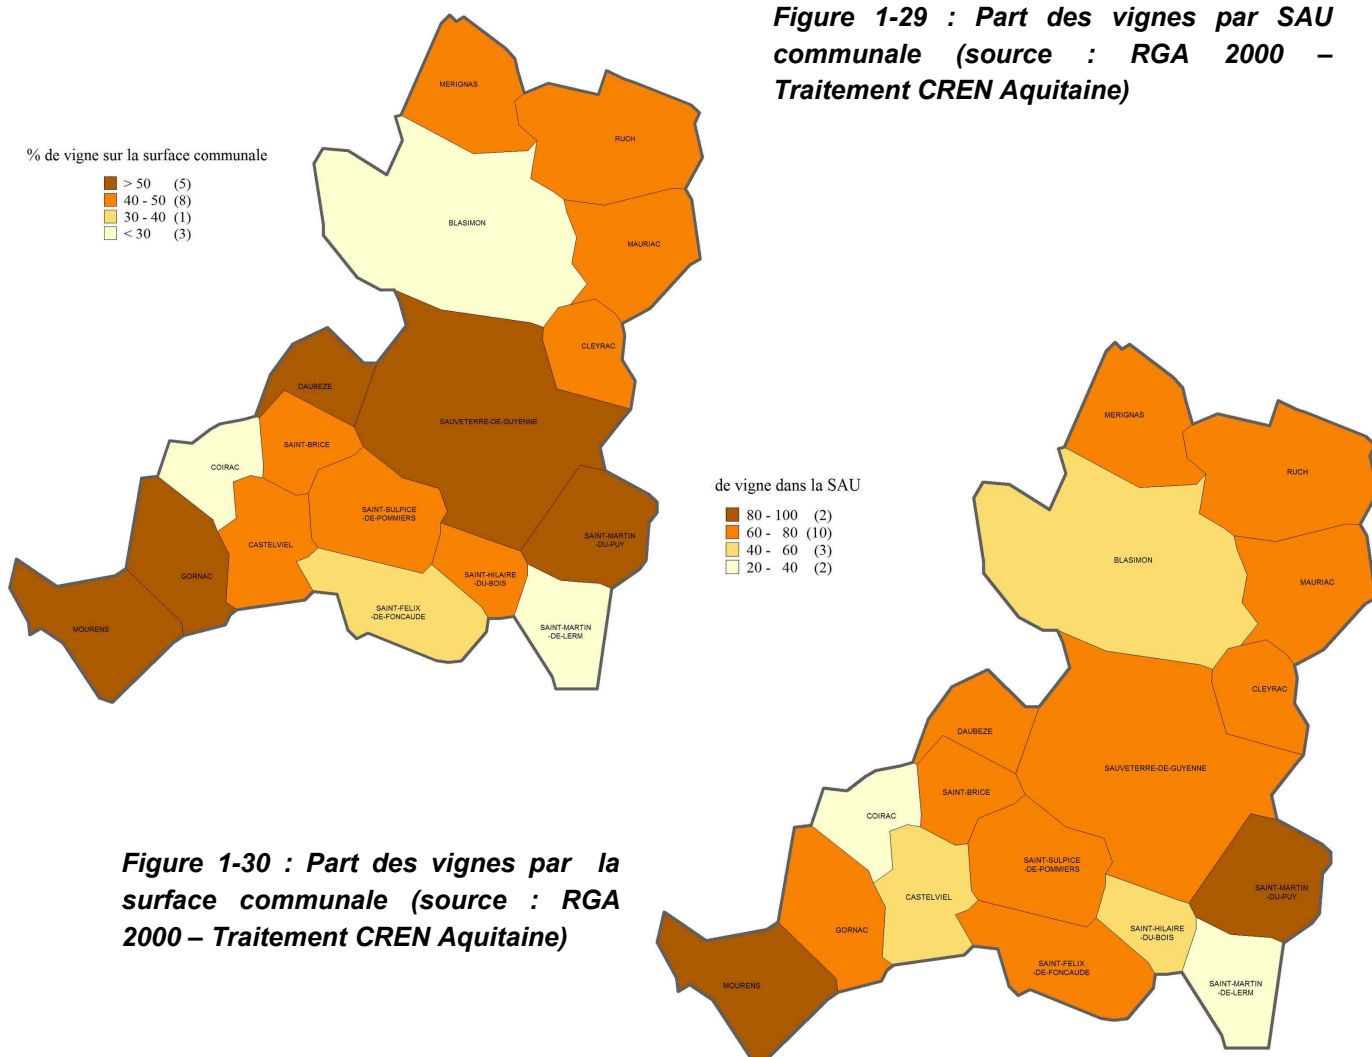 Figure 1-29 : Part des vignes par SAU
communale (source : RGA 2000 –
Traitement CREN Aquitaine)
% de vigne sur la surface communale
> 50 (5)
40 - 50 (8)
30 - 40 (1)
< 30 (3)
MERIGNAS
RUCH
BLASIMON
MAURIAC
CLEYRAC
DAUBEZE
SAUVETERRE-DE-GUYENNE
SAINT-BRICE
COIRAC
SAINT-SULPICE
-DE-POMMIERS
SAINT-MARTIN
-DU-PUY
CASTELVIEL
GORNAC
SAINT-HILAIRE
-DU-BOIS
SAINT-FELIX
-DE-FONCAUDE
MOURENS
SAINT-MARTIN
-DE-LERM
de vigne dans la SAU
80 - 100 (2)
60 - 80 (10)
40 - 60 (3)
20 - 40 (2)
MERIGNAS
RUCH
BLASIMON
MAURIAC
CLEYRAC
DAUBEZE
SAUVETERRE-DE-GUYENNE
SAINT-BRICE
COIRAC
SAINT-SULPICE
-DE-POMMIERS
SAINT-MARTIN
-DU-PUY
CASTELVIEL
GORNAC
SAINT-HILAIRE
-DU-BOIS
SAINT-FELIX
-DE-FONCAUDE
MOURENS
SAINT-MARTIN
-DE-LERM
Figure 1-30 : Part des vignes par la
surface communale (source : RGA
2000 – Traitement CREN Aquitaine)